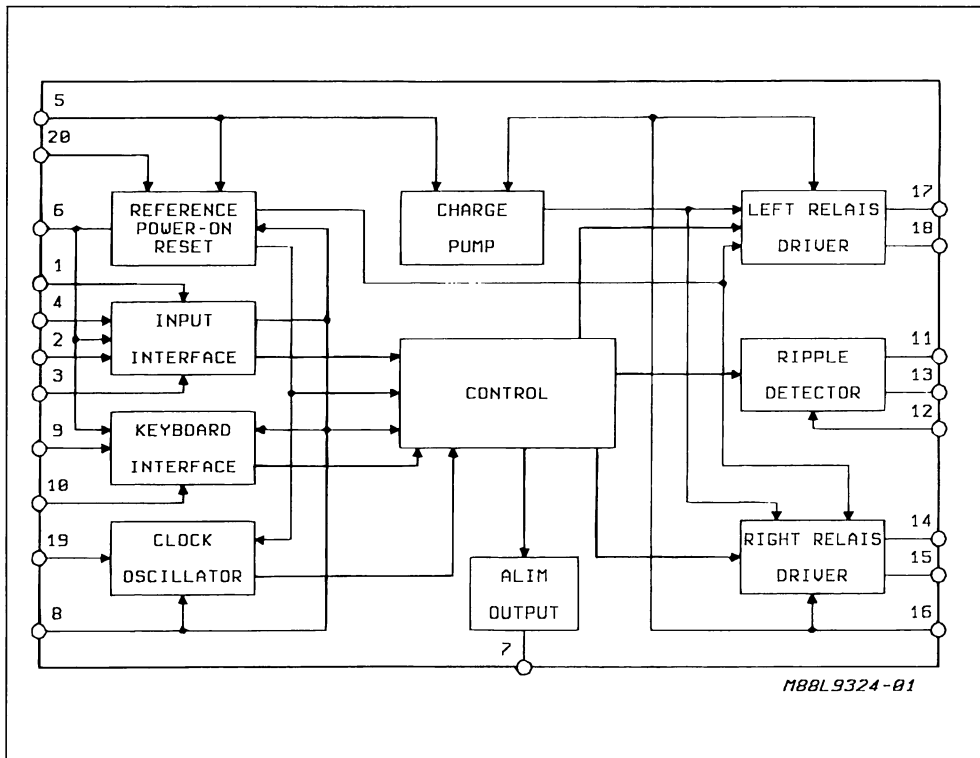 5
20
6
1
4
2
3
9
10
19
8
REFERENCE
POWER-ON
RESET
INPUT
INTERFACE
KEYBOARD
INTERFACE
CLOCK
OSCILLATOR
CHARGE
PUMP
CONTROL
ALIM
OUTPUT
7
LEFT RELAIS
DRIVER
RIPPLE
DETECTOR
RIGHT RELAIS
DRIVER
17
18
11
13
12
14
15
16
M88L9324-01